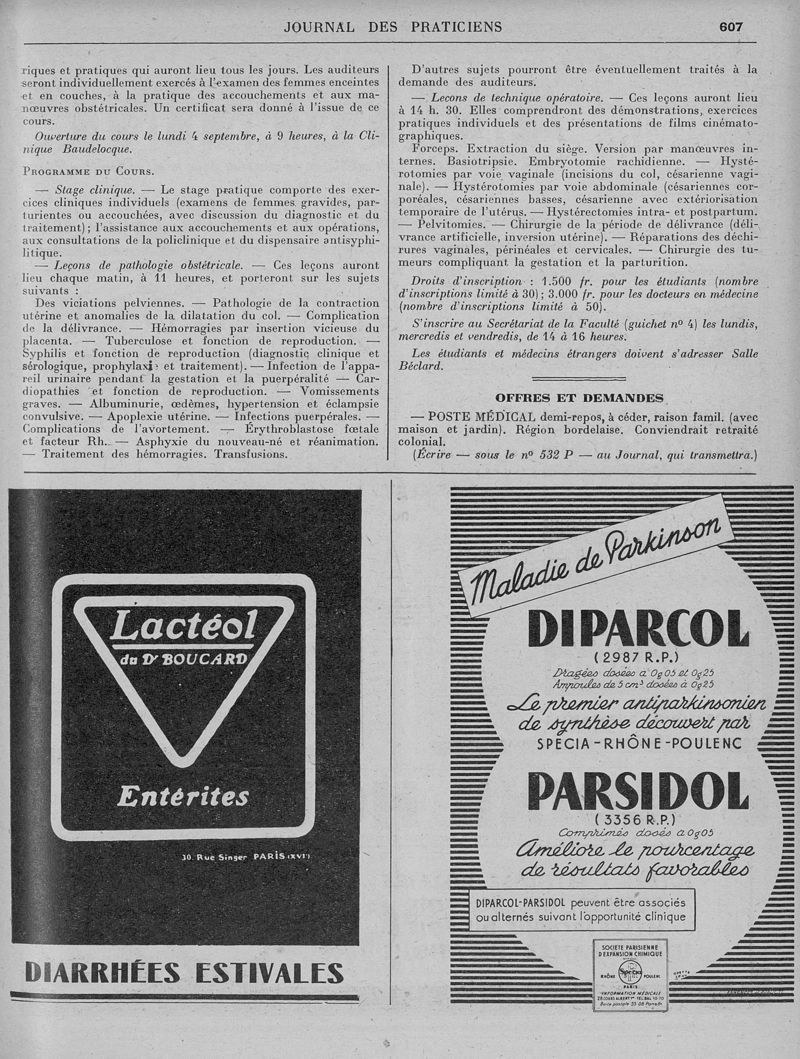 JOURNAL DES PRATICIENS 607
riques et pratiques qui auront lieu tous les jours. Les auditeurs
seront individuellement exercés à l'examen des femmes enceintes
et en couches, à la pratique des accouchements et aux ma-
nœuvres obstétricales. Un certificat sera donné à l'issue de ce
cours.
Ouverture du cours le lundi 4 septembre, à 9 heures, à la Cli-
nique Baudelocque.
PROGRAMME DU COURS.
— Stage clinique. — Le stage pratique comporte des exer-
cices cliniques individuels (examens de femmes gravides, par-
turientes ou accouchées, avec discussion du diagnostic et du
traitement) ; l'assistance aux accouchements et aux opérations,
aux consultations de la policlinique et du dispensaire antisyphi-
litique.
— Leçons de pathologie obstétricale. — Ces leçons auront
lieu chaque matin, à 11 heures, et porteront sur les sujets
suivants :
Des viciations pelviennes. — Pathologie de la contraction
utérine et anomalies de la dilatation du col. — Complication
de la délivrance. — Hémorragies par insertion vicieuse du
placenta. — Tuberculose et fonction de reproduction. —
Syphilis et fonction de reproduction (diagnostic clinique et
sérologique, prophylaxi et traitement). — Infection de l'appa-
reil urinaire pendant la gestation et la puerpéralité — Car-
diopathies et fonction de reproduction. — Vomissements
graves. — Albuminurie, œdèmes, hypertension et éclampsie
convulsive. — Apoplexie utérine. — Infections puerpérales. —
Complications de l'avortement. — Érythroblastose fœtale
et facteur Rh. — Asphyxie du nouveau-né et réanimation.
— Traitement des hémorragies. Transfusions.
D'autres sujets pourront être éventuellement traités à la
demande des auditeurs.
— Lecons de technique opératoire. — Ces leçons auront lieu
à 14 h. 30. Elles comprendront des démonstrations, exercices
pratiques individuels et des présentations de films cinémato-
graphiques.
Forceps. Extraction du siège. Version par manœuvres in-
ternes. Basiotripsie. Embryotomie rachidienne. — Hysté-
rotomies par voie vaginale (incisions du col, césarienne vagi-
nale). — Hystérotomies par voie abdominale (césariennes cor-
poréales, césariennes basses, césarienne avec extériorisation
temporaire de l'utérus. — Hystérectomies intra- et postpartum.
— Pelvitomies. — Chirurgie de la période de délivrance (déli-
vrance artificielle, inversion utérine). — Réparations des déchi-
rures vaginales, périnéales et cervicales. — Chirurgie des tu-
meurs compliquant la gestation et la parturition.
Droits d'inscription : 1.500 fr. pour les étudiants (nombre
d'inscriptions limité à 30) ; 3.000 fr. pour les docteurs en médecine
(nombre d'inscriptions limité à 50).
S'inscrire au Secrétariat de la Faculté (guichet n° 4) les lundis,
mercredis et vendredis, de 14 à 16 heures.
Les étudiants et médecins étrangers doivent s'adresser Salle
Béclard.
OFFRES ET DEMANDES
— POSTE MÉDICAL demi-repos, à céder, raison famil. (avec
maison et jardin). Région bordelaise. Conviendrait retraité
colonial.
(Écrire — sous le n° 532 P — au Journal, qui transmettra.)
Lactéol
du Dr BOUCARD
Entérites
30, Rue Singer PARIS (XVIe)
DIARRHÉES ESTIVALES
Maladie de Parkinson
DIPARCOL
(2987 R.P.)
Dragées dosées à 0g05 et 0g25
Ampoules de 5 cm³ dosées à 0g25
Le premier antiparkinsonien
de synthèse découvert par
SPECIA-RHÔNE-POULENC
PARSIDOL
(3356 R.P.)
Comprimés dosés à 0g05
Améliore le pourcentage
de résultats favorables
DIPARCOL-PARSIDOL peuvent être associés
ou alternés suivant l'opportunité clinique
SOCIÉTÉ PARISIENNE
D'EXPANSION CHIMIQUE
RHÔNE Specia POULENC
PARIS
INFORMATION MÉDICALE
28 COURS ALBERT 1er TEL. BAL 10-70
Boîte postale 53-08 Paris 8e